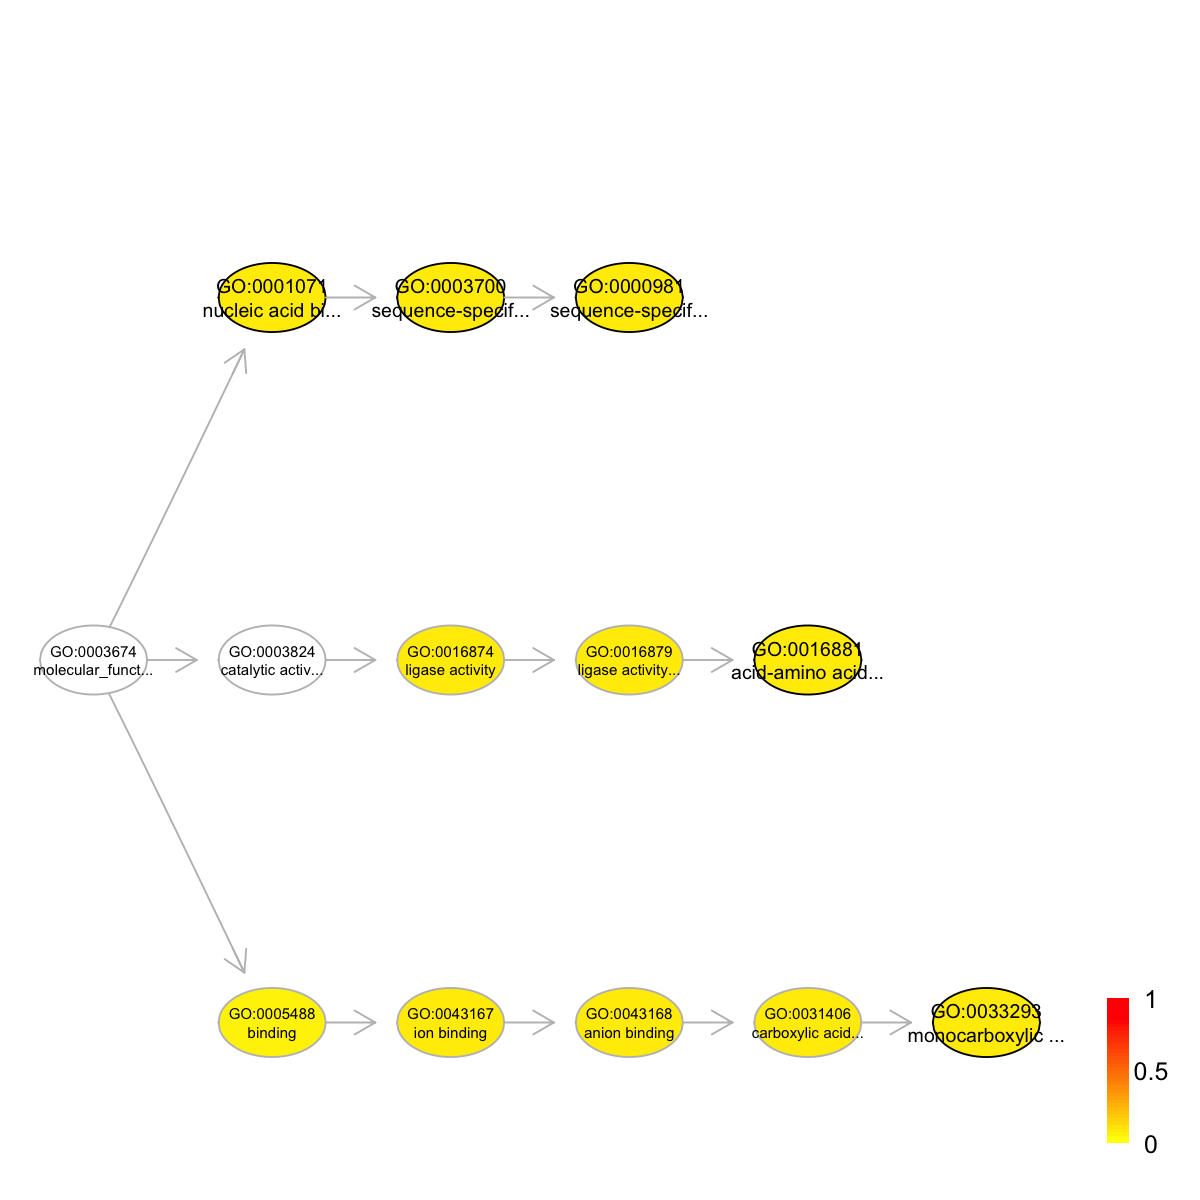 GO:0001071
nucleic acid bi...
GO:0003700
sequence-specif...
GO:0000981
sequence-specif...
GO:0003674
molecular_funct...
GO:0003824
catalytic activ...
GO:0016874
ligase activity
GO:0016879
ligase activity...
GO:0016881
acid-amino acid...
GO:0005488
binding
GO:0043167
ion binding
GO:0043168
anion binding
GO:0031406
carboxylic acid...
GO:0033293
monocarboxylic ...
1
0.5
0